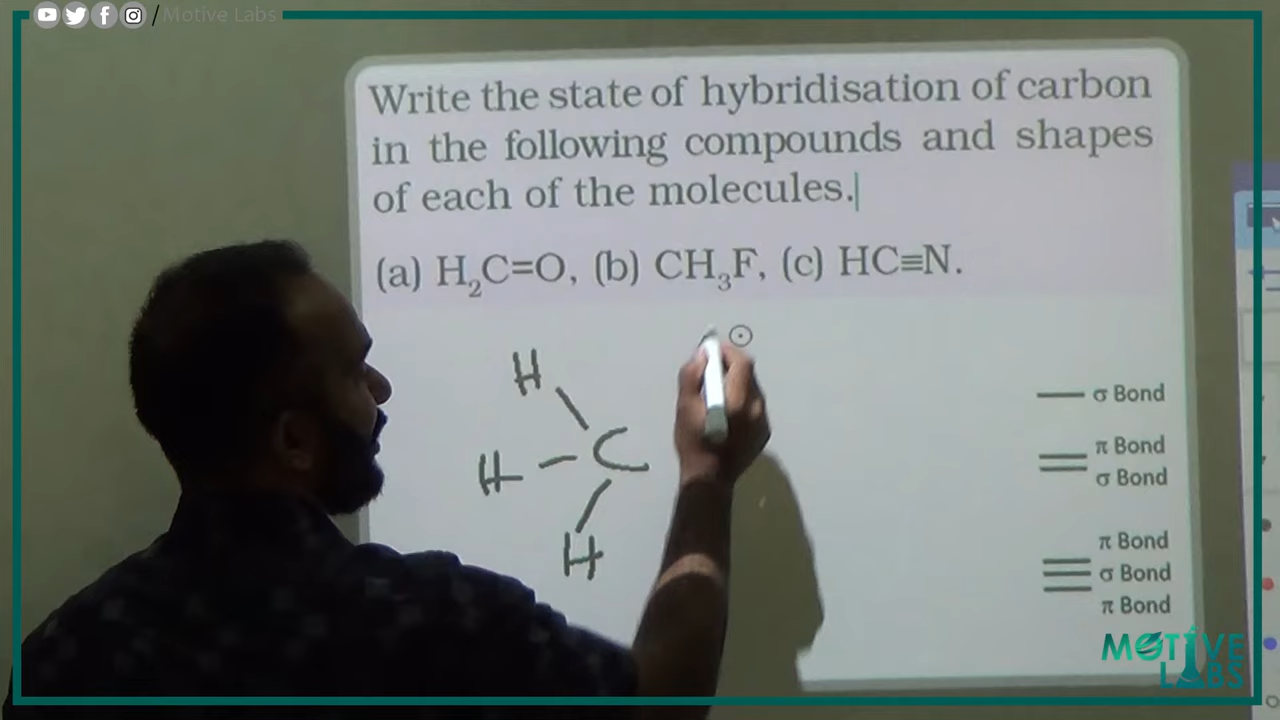 /Motive Labs
Write the state of hybridisation of carbon
in the following compounds and shapes
of each of the molecules.
(a) H₂C=O, (b) CH₃F, (c) HC≡N.
H
H – C
H
σ Bond
π Bond
σ Bond
π Bond
σ Bond
π Bond
MOTIVE
LABS